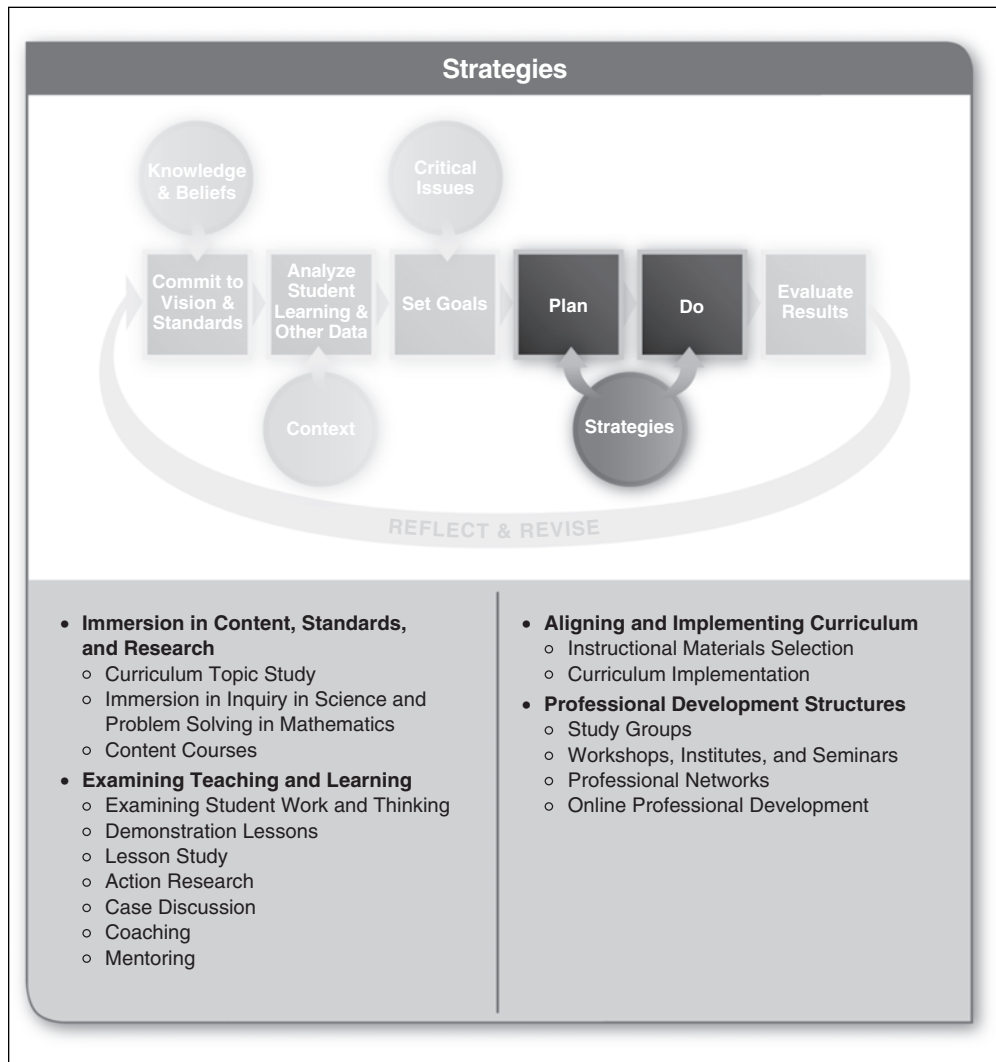 Strategies
Knowledge
& Beliefs
Critical
Issues
Commit to
Vision &
Standards
Analyze
Student
Learning &
Other Data
Set Goals
Plan
Do
Evaluate
Results
Context
Strategies
REFLECT & REVISE
• Immersion in Content, Standards,
and Research
○ Curriculum Topic Study
○ Immersion in Inquiry in Science and
Problem Solving in Mathematics
○ Content Courses
• Examining Teaching and Learning
○ Examining Student Work and Thinking
○ Demonstration Lessons
○ Lesson Study
○ Action Research
○ Case Discussion
○ Coaching
○ Mentoring
• Aligning and Implementing Curriculum
○ Instructional Materials Selection
○ Curriculum Implementation
• Professional Development Structures
○ Study Groups
○ Workshops, Institutes, and Seminars
○ Professional Networks
○ Online Professional Development